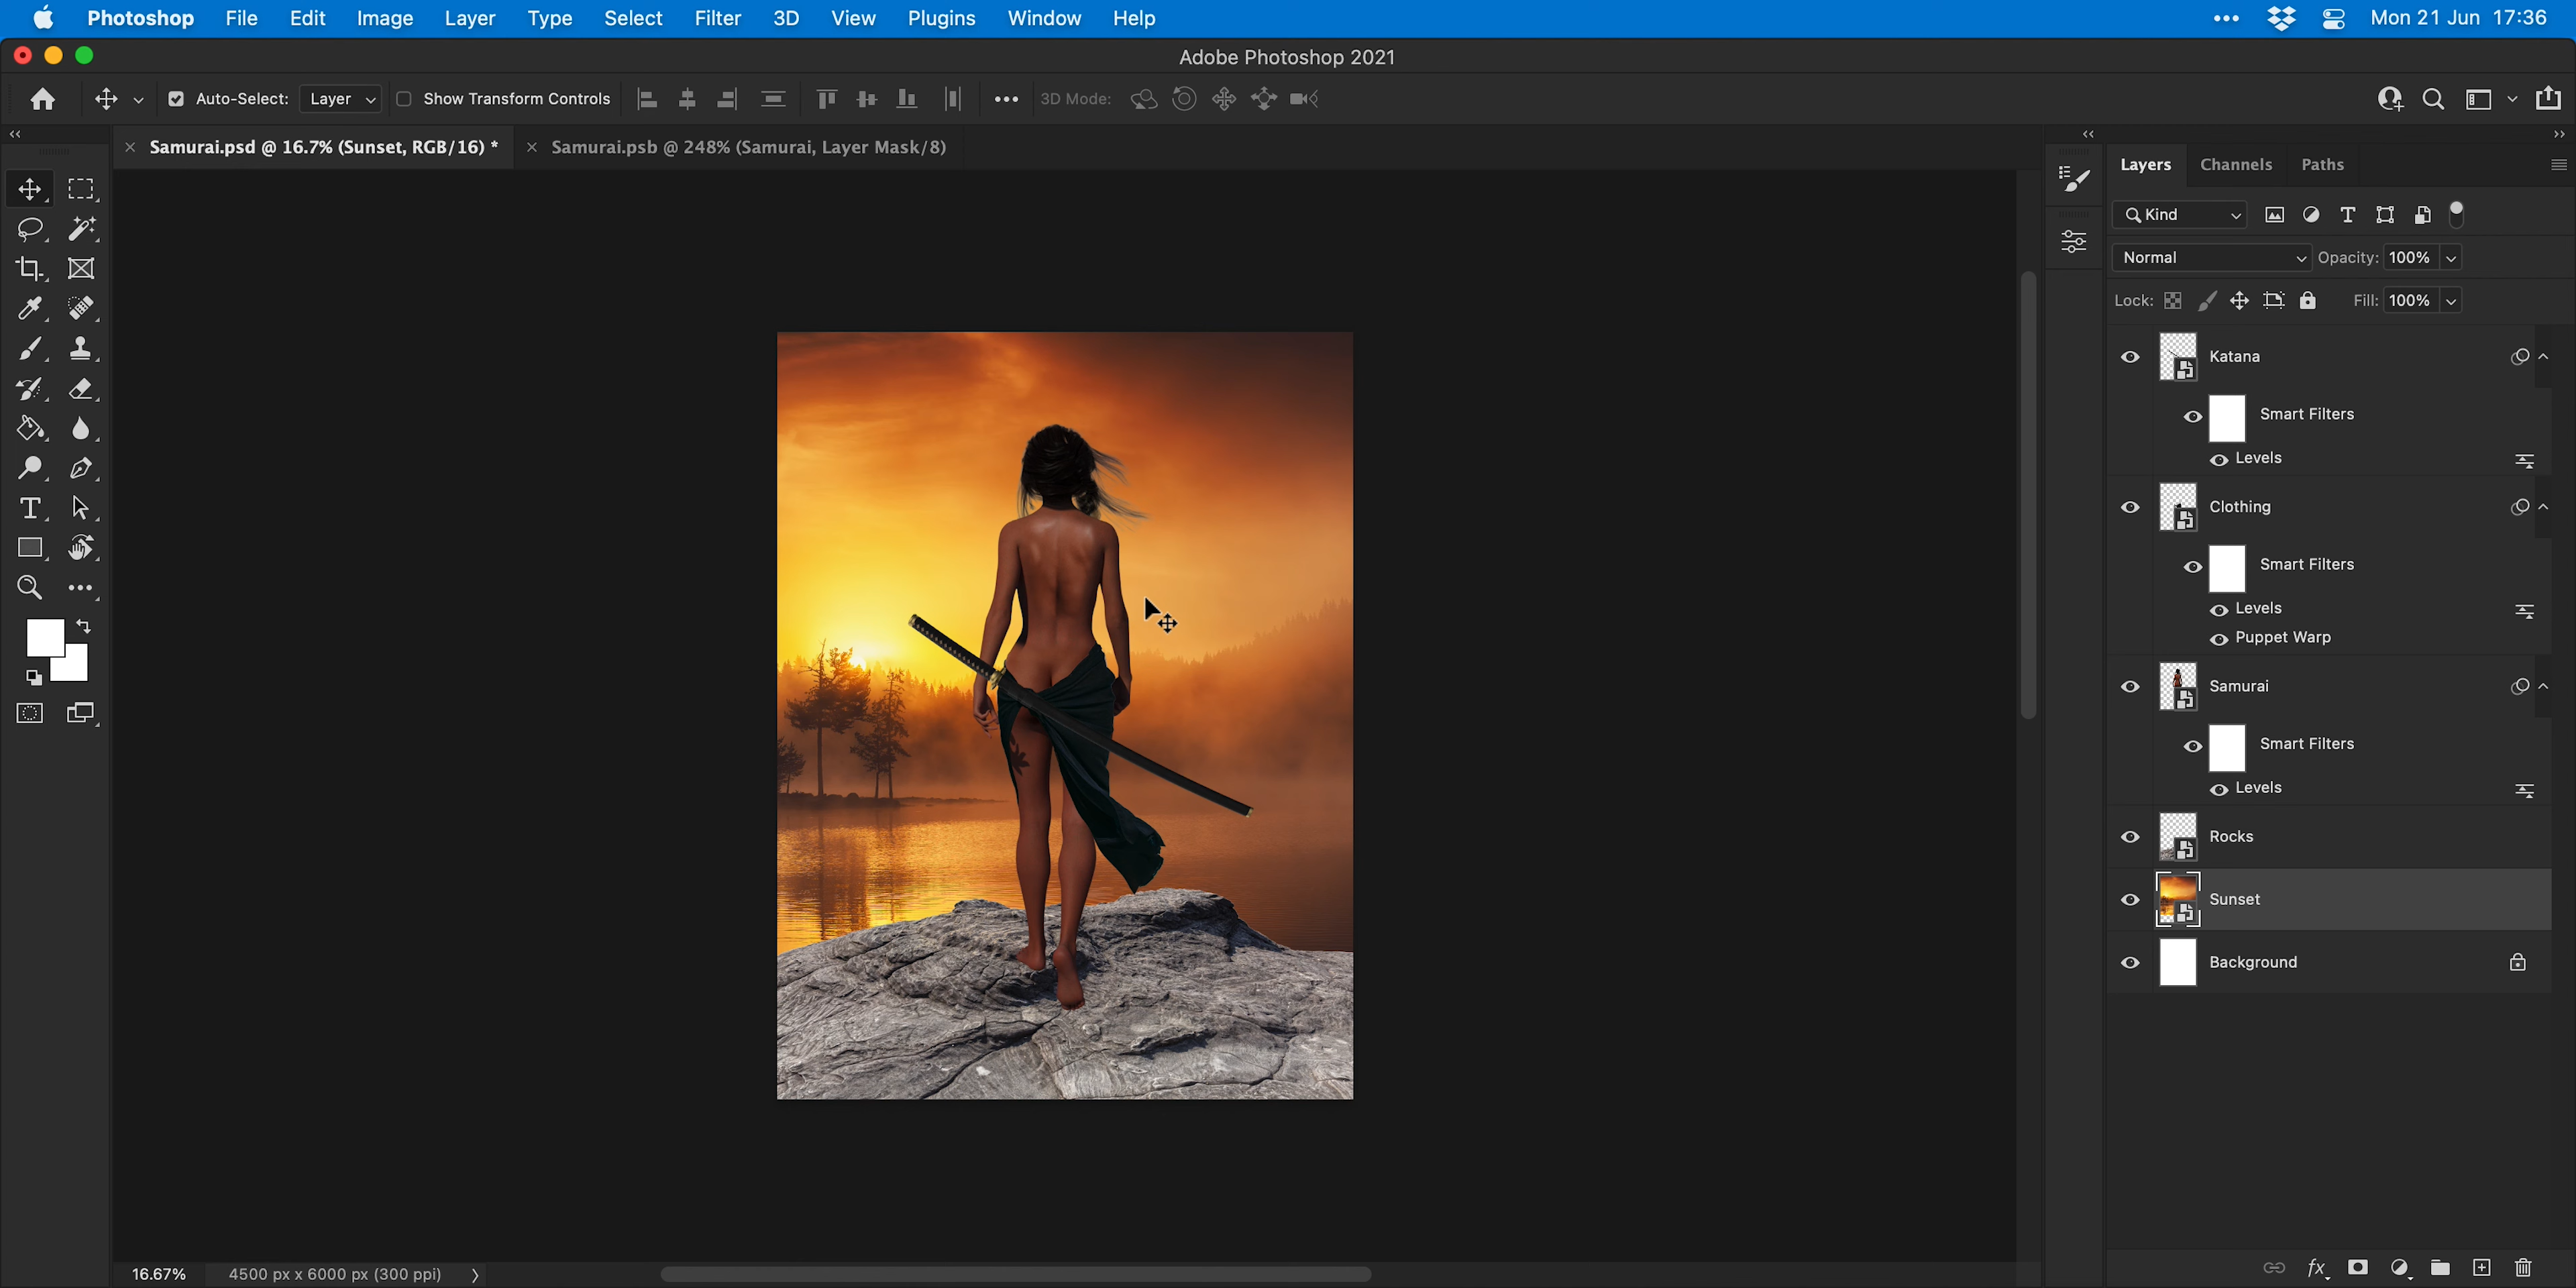 Photoshop File Edit Image Layer Type Select Filter 3D View Plugins Window Help Mon 21 Jun 17:36
Adobe Photoshop 2021
Auto-Select: Layer Show Transform Controls 3D Mode:
Samurai.psd @ 16.7% (Sunset, RGB/16) * Samurai.psb @ 248% (Samurai, Layer Mask/8)
Layers Channels Paths
Kind
Normal Opacity: 100%
Lock: Fill: 100%
Katana
Smart Filters
Levels
Clothing
Smart Filters
Levels
Puppet Warp
Samurai
Smart Filters
Levels
Rocks
Sunset
Background
16.67% 4500 px x 6000 px (300 ppi)
fx